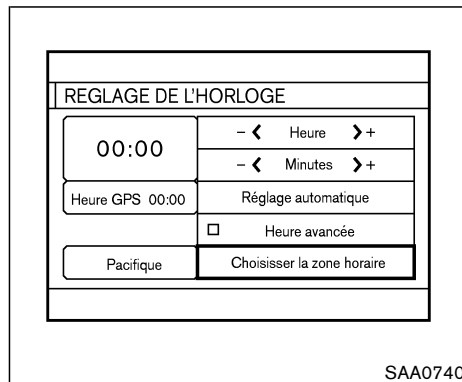 REGLAGE DE L'HORLOGE
00:00
- < Heure > +
- < Minutes > +
Heure GPS 00:00
Réglage automatique
Heure avancée
Pacifique
Choisisser la zone horaire
SAA0740